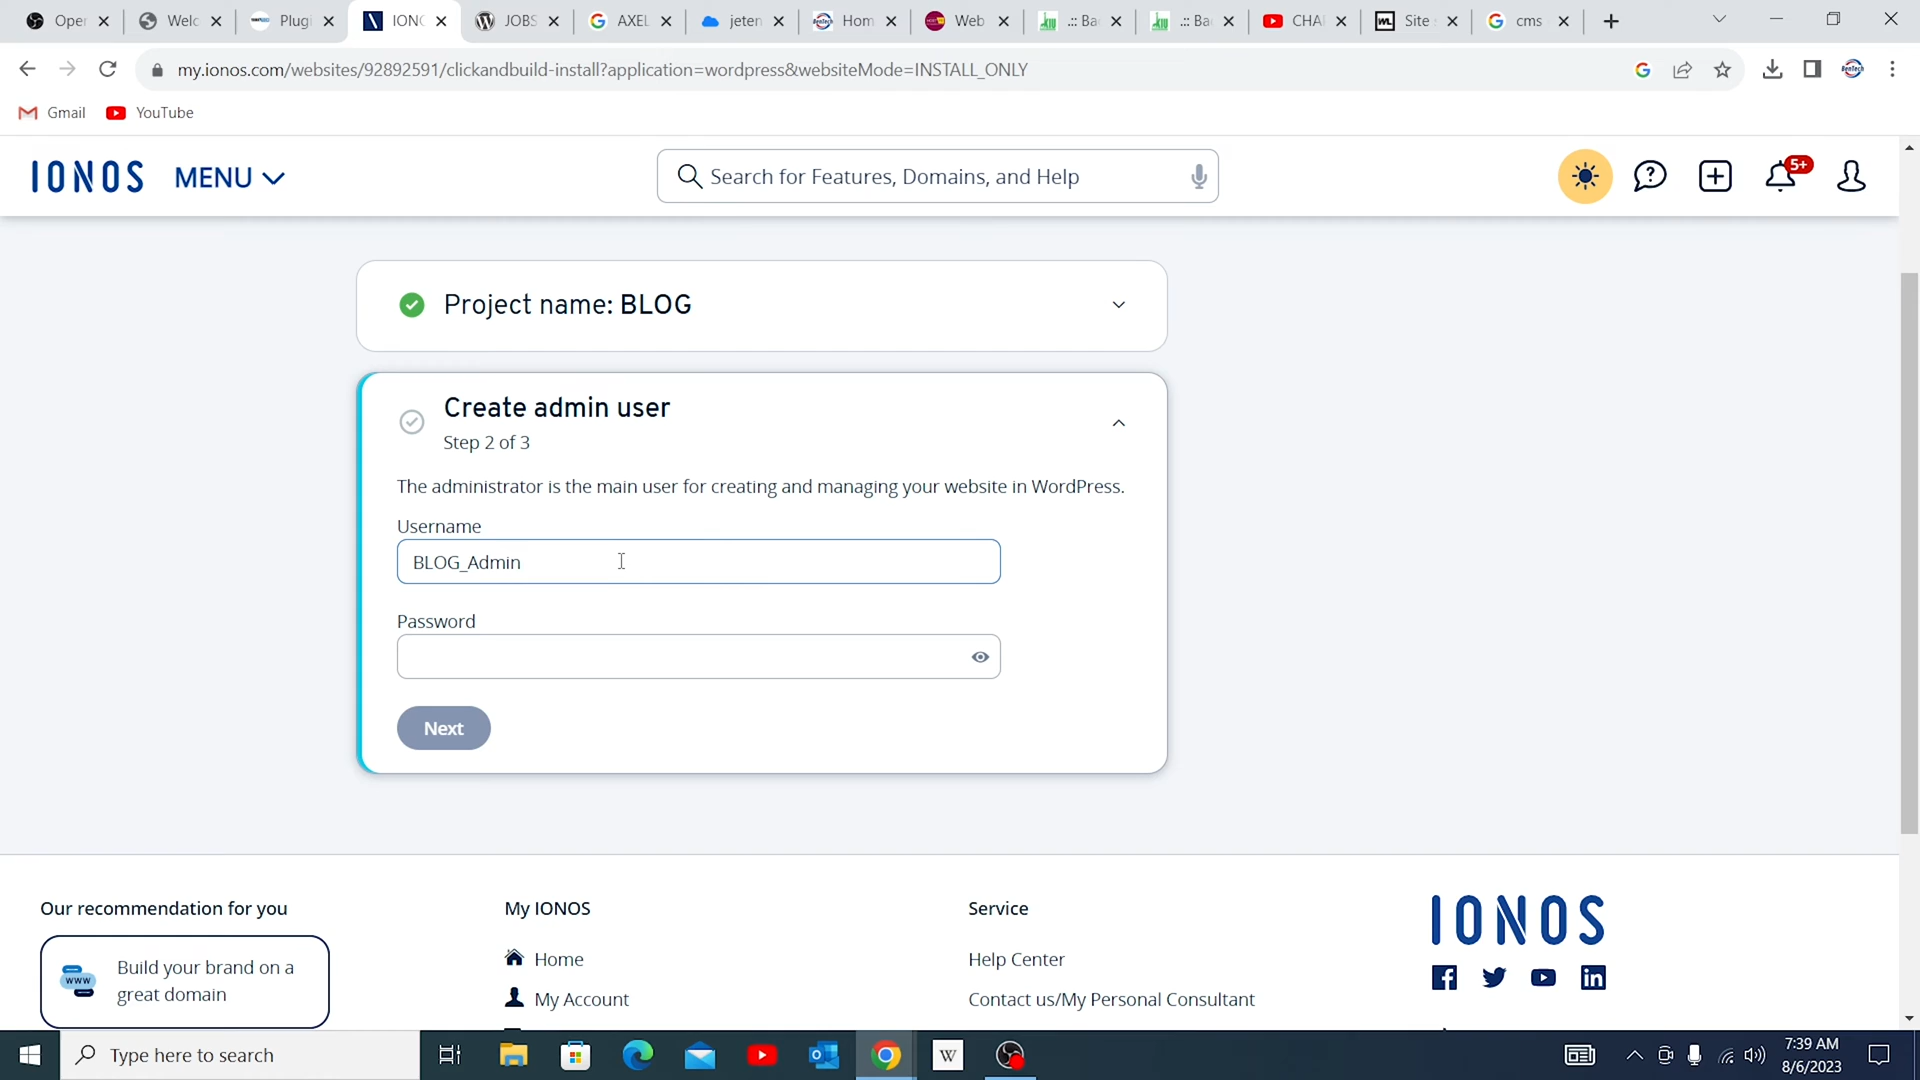 Oper
Welc
Plugi
IONO
JOBS
AXEL
jeten
Hom
Web
.:: Ba
.:: Ba
CHA
Site
cms
my.ionos.com/websites/92892591/clickandbuild-install?application=wordpress&websiteMode=INSTALL_ONLY
Gmail
YouTube
IONOS
MENU
Search for Features, Domains, and Help
5+
Project name: BLOG
Create admin user
Step 2 of 3
The administrator is the main user for creating and managing your website in WordPress.
Username
BLOG_Admin
Password
Next
Our recommendation for you
www
Build your brand on a
great domain
My IONOS
Home
My Account
Service
Help Center
Contact us/My Personal Consultant
IONOS
Type here to search
W
7:39 AM
8/6/2023